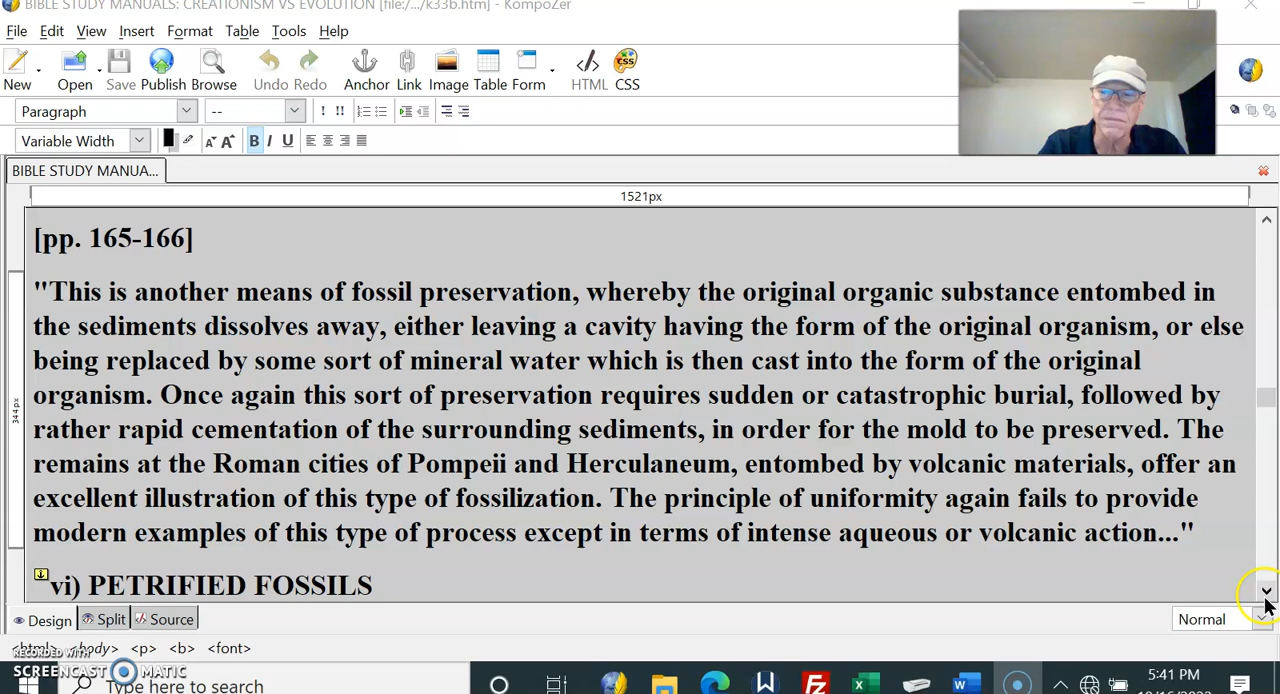 BIBLE STUDY MANUALS: CREATIONISM VS EVOLUTION [file:/.../k33b.htm] - KompoZer
File Edit View Insert Format Table Tools Help
New Open Save Publish Browse Undo Redo Anchor Link Image Table Form HTML CSS
Paragraph -- ! !!
Variable Width A A B I U
BIBLE STUDY MANUA...
1521px
[pp. 165-166]
"This is another means of fossil preservation, whereby the original organic substance entombed in
the sediments dissolves away, either leaving a cavity having the form of the original organism, or else
being replaced by some sort of mineral water which is then cast into the form of the original
organism. Once again this sort of preservation requires sudden or catastrophic burial, followed by
rather rapid cementation of the surrounding sediments, in order for the mold to be preserved. The
remains at the Roman cities of Pompeii and Herculaneum, entombed by volcanic materials, offer an
excellent illustration of this type of fossilization. The principle of uniformity again fails to provide
modern examples of this type of process except in terms of intense aqueous or volcanic action..."
344px
vi) PETRIFIED FOSSILS
Design Split Source Normal
<html> <body> <p> <b> <font>
RECORDED WITH
SCREENCAST MATIC
Type here to search
5:41 PM